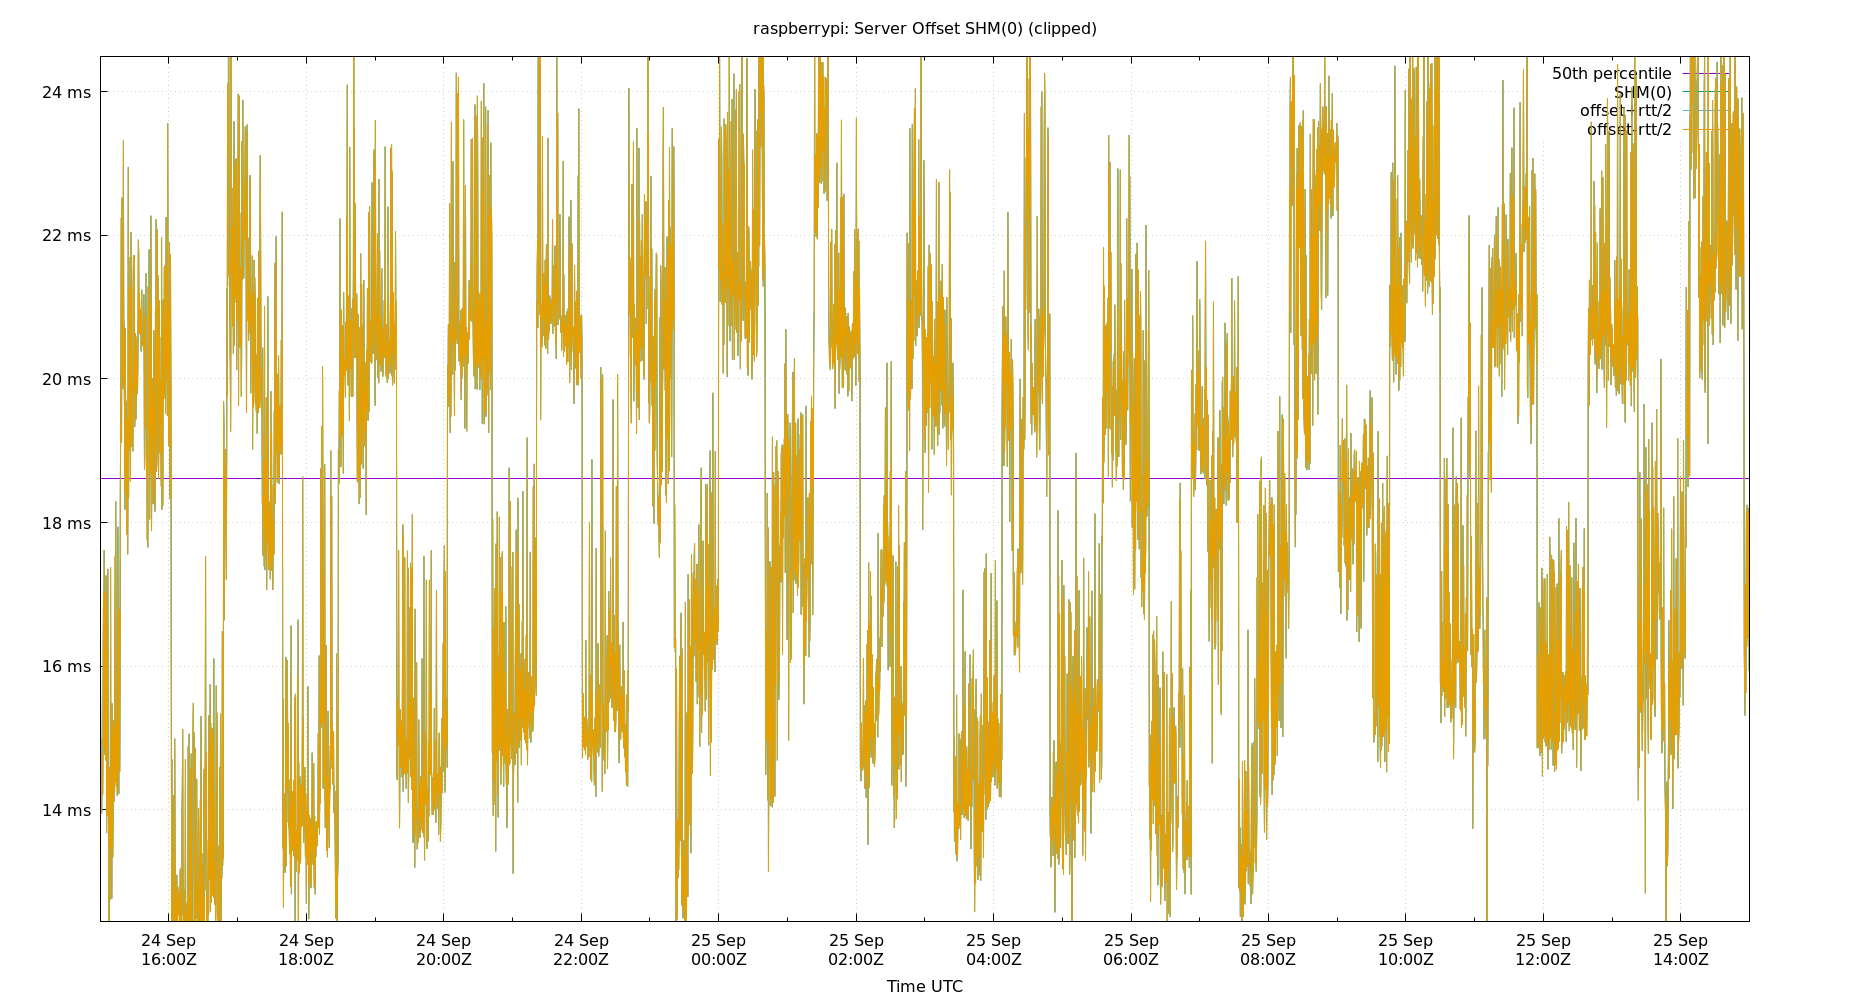 raspberrypi: Server Offset SHM(0) (clipped)
24 ms
22 ms
20 ms
18 ms
16 ms
14 ms
50th percentile
SHM(0)
offset+rtt/2
offset-rtt/2
24 Sep
16:00Z
24 Sep
18:00Z
24 Sep
20:00Z
24 Sep
22:00Z
25 Sep
00:00Z
25 Sep
02:00Z
25 Sep
04:00Z
25 Sep
06:00Z
25 Sep
08:00Z
25 Sep
10:00Z
25 Sep
12:00Z
25 Sep
14:00Z
Time UTC